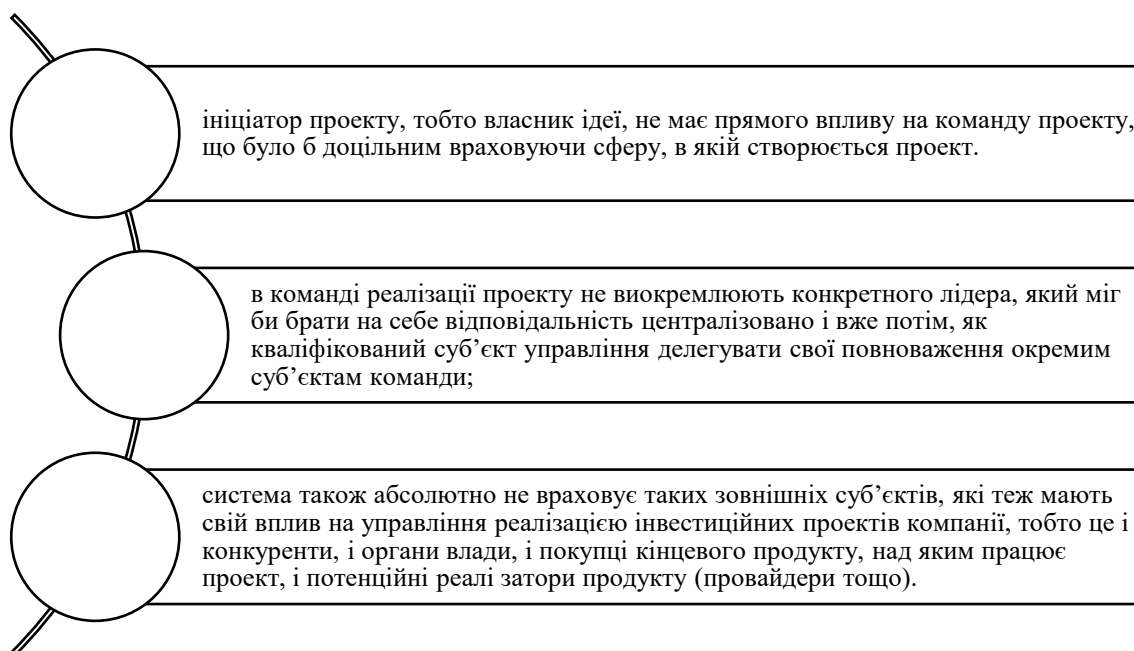 ініціатор проекту, тобто власник ідеї, не має прямого впливу на команду проекту,
що було б доцільним враховуючи сферу, в якій створюється проект.
в команді реалізації проекту не виокремлюють конкретного лідера, який міг
би брати на себе відповідальність централізовано і вже потім, як
кваліфікований суб’єкт управління делегувати свої повноваження окремим
суб’єктам команди;
система також абсолютно не враховує таких зовнішніх суб’єктів, які теж мають
свій вплив на управління реалізацією інвестиційних проектів компанії, тобто це і
конкуренти, і органи влади, і покупці кінцевого продукту, над яким працює
проект, і потенційні реалі затори продукту (провайдери тощо).